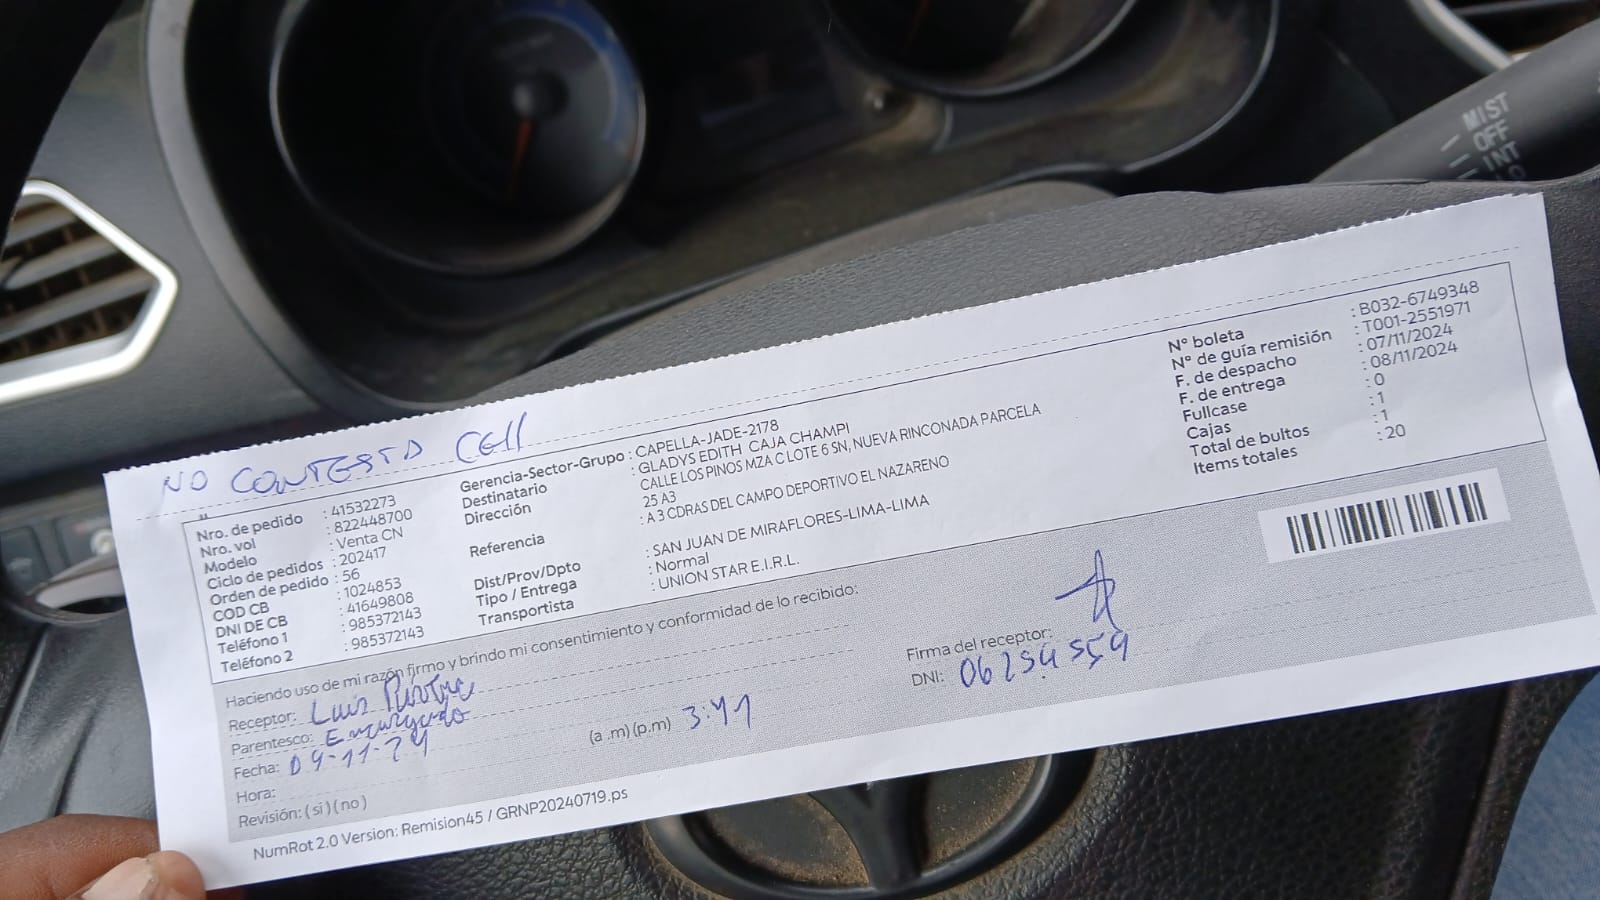 MIST
OFF
INT
NO CONTESTO CEll
Nro. de pedido : 41532273
Nro. vol : 822448700
Modelo : Venta CN
Ciclo de pedidos : 202417
Orden de pedido : 56
COD CB : 1024853
DNI DE CB : 41649808
Teléfono 1 : 985372143
Teléfono 2 : 985372143
Gerencia-Sector-Grupo : CAPELLA-JADE-2178
Destinatario : GLADYS EDITH CAJA CHAMPI
Dirección CALLE LOS PINOS MZA C LOTE 6 SN, NUEVA RINCONADA PARCELA
25 A3
Referencia : A 3 CDRAS DEL CAMPO DEPORTIVO EL NAZARENO
Dist/Prov/Dpto : SAN JUAN DE MIRAFLORES-LIMA-LIMA
Tipo / Entrega : Normal
Transportista : UNION STAR E.I.R.L.
Nº boleta : B032-6749348
Nº de guía remisión : T001-2551971
F. de despacho : 07/11/2024
F. de entrega : 08/11/2024
Fullcase : 0
Cajas : 1
Total de bultos : 1
Items totales : 20
Haciendo uso de mi razón firmo y brindo mi consentimiento y conformidad de lo recibido:
Receptor: Luis
Parentesco: Encargado
Fecha:
Hora: (a .m) (p.m) 3:41
Revisión: ( si ) ( no )
Firma del receptor:
DNI: 06254559
NumRot 2.0 Version: Remision45 / GRNP20240719.ps